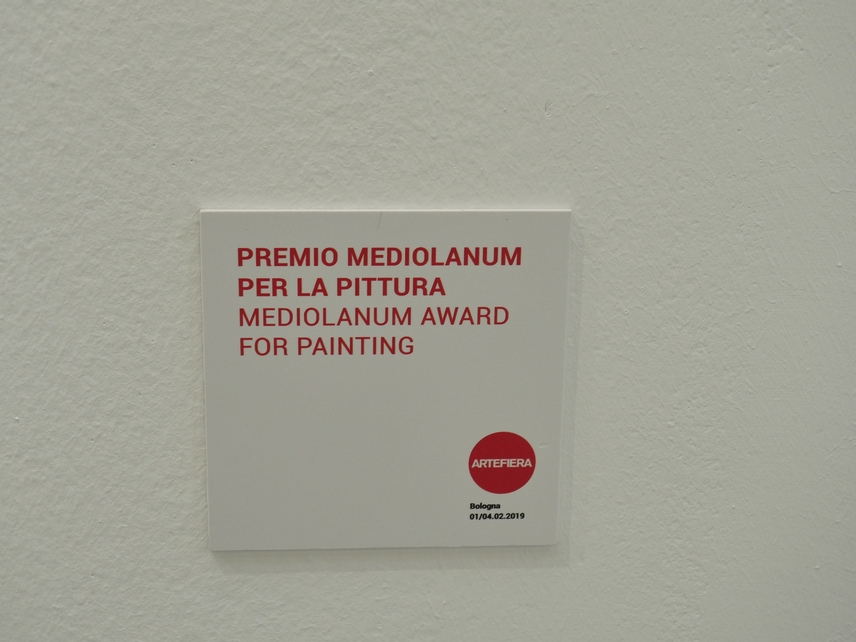 PREMIO MEDIOLANUM
PER LA PITTURA
MEDIOLANUM AWARD
FOR PAINTING
ARTEFIERA
Bologna
01/04.02.2019